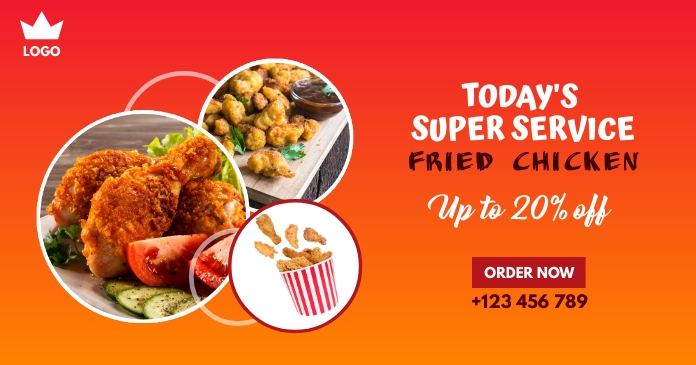 LOGO
TODAY'S
SUPER SERVICE
FRIED CHICKEN
Up to 20% off
ORDER NOW
+123 456 789